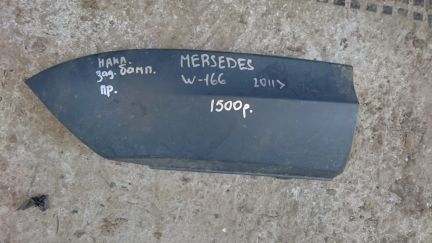 накл.
зад. бамп.
пр.
MERSEDES
W-166 2011>
1500р.